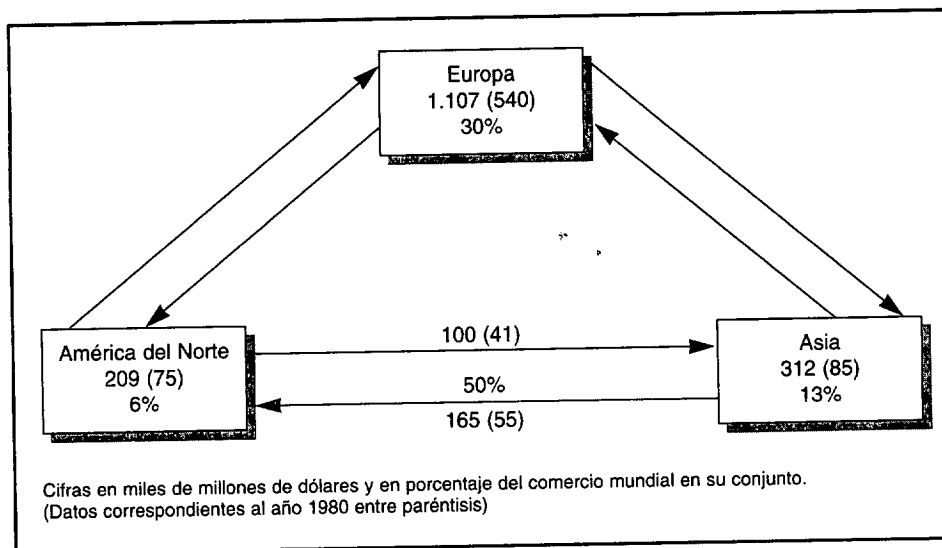 Europa
1.107 (540)
30%
América del Norte
209 (75)
6%
100 (41)
50%
165 (55)
Asia
312 (85)
13%
Cifras en miles de millones de dólares y en porcentaje del comercio mundial en su conjunto.
(Datos correspondientes al año 1980 entre paréntisis)